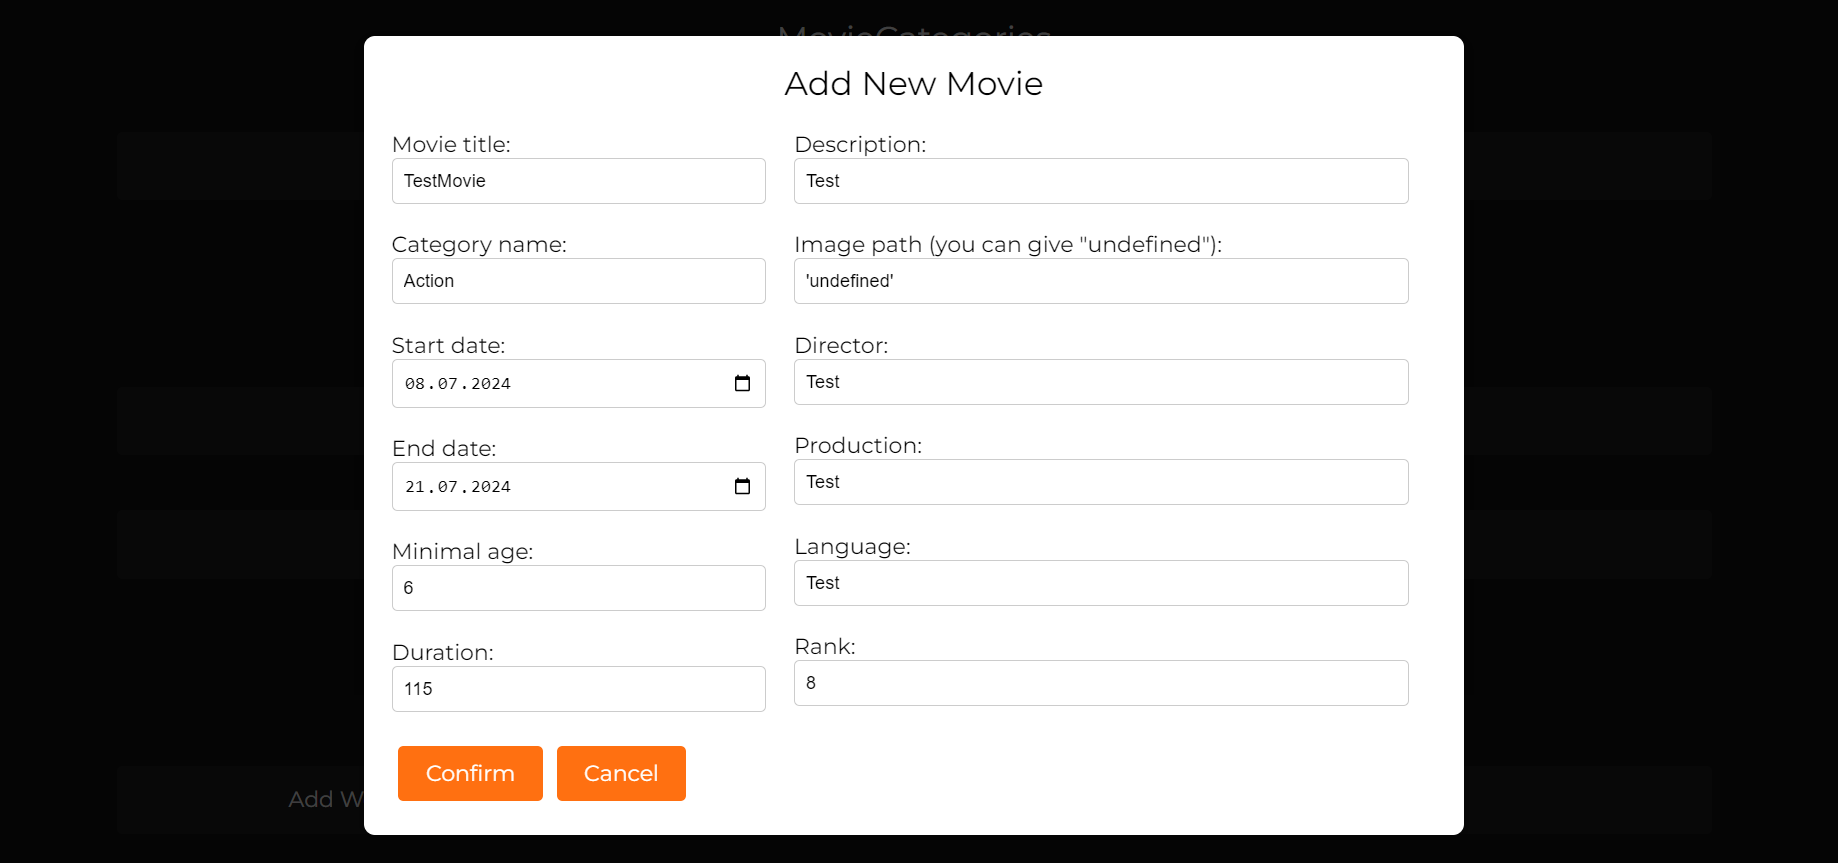 MovieCategories
Add New Movie
Movie title:
TestMovie
Description:
Test
Category name:
Action
Image path (you can give "undefined"):
'undefined'
Start date:
08.07.2024
Director:
Test
End date:
21.07.2024
Production:
Test
Minimal age:
6
Language:
Test
Duration:
115
Rank:
8
Confirm
Cancel
Add W